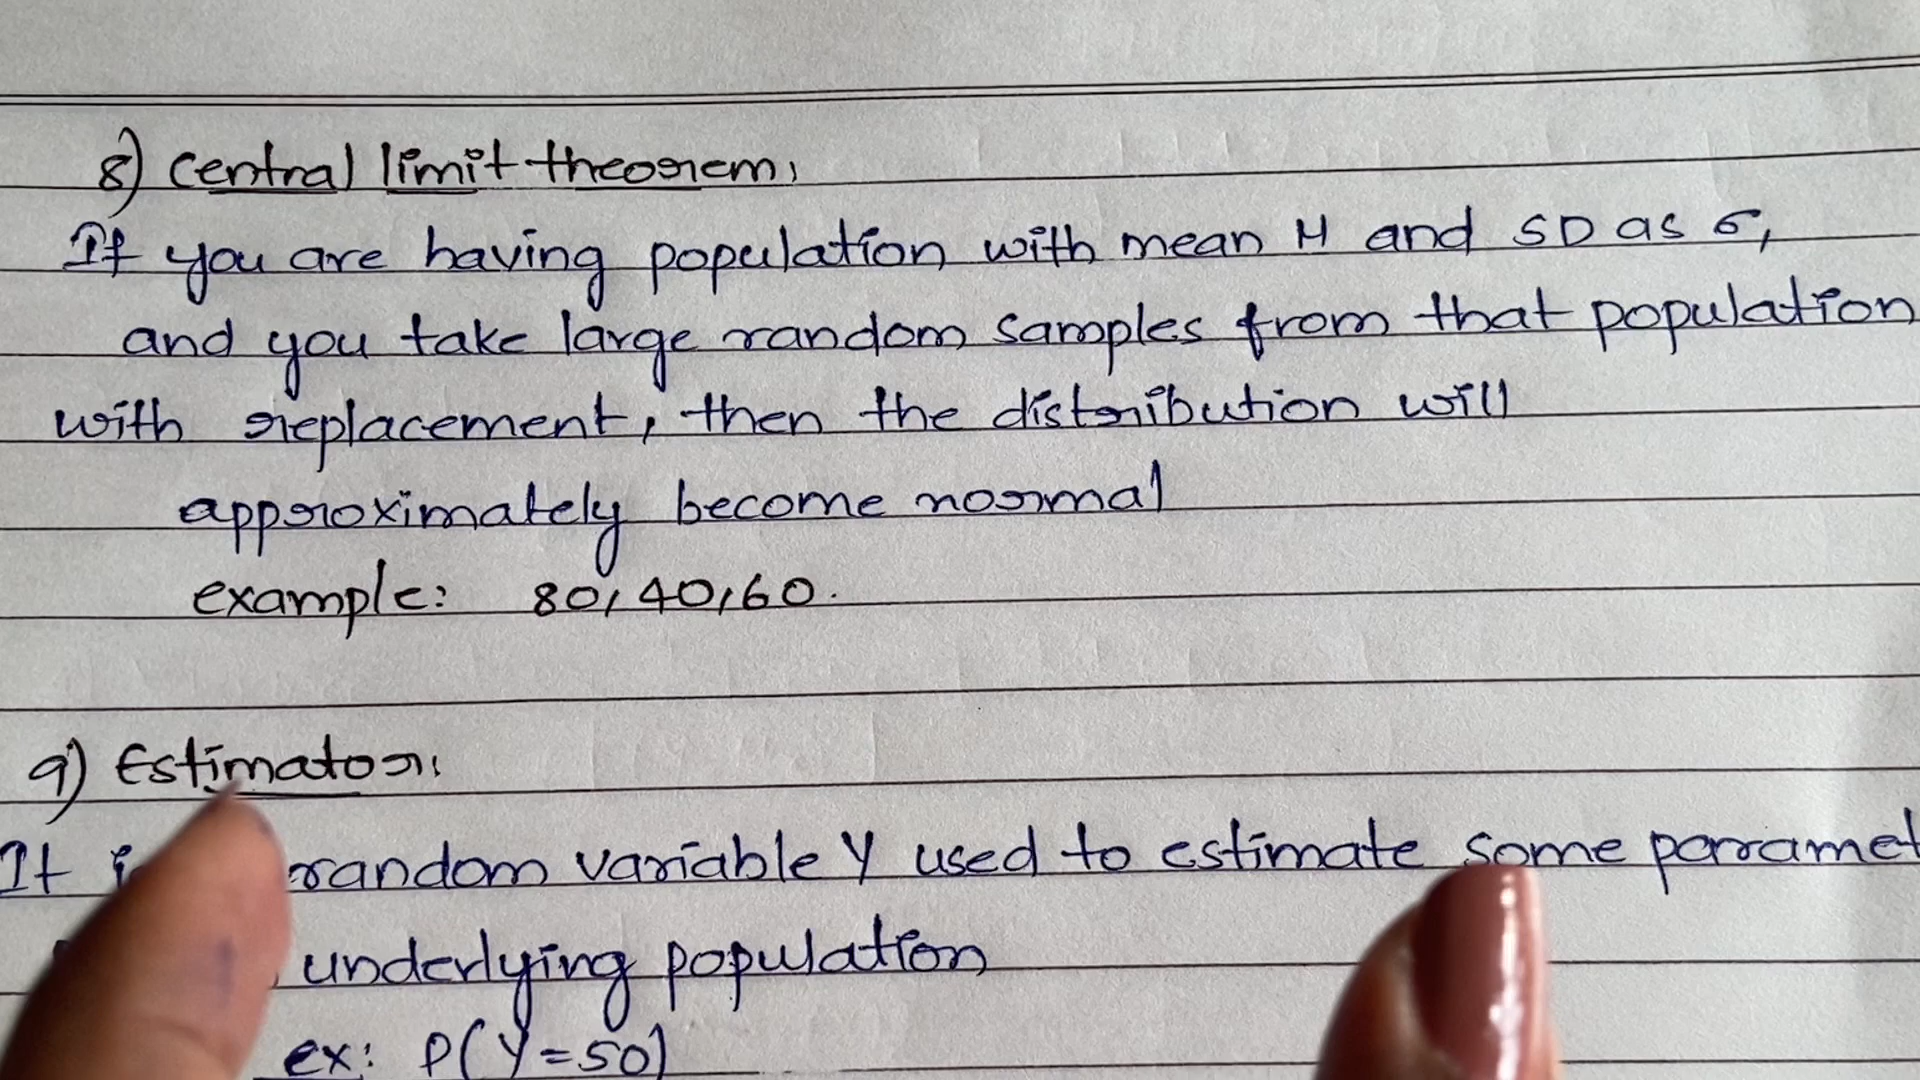 8) Central limit theorem:
If you are having population with mean μ and SD as σ,
and you take large random samples from that population
with replacement, then the distribution will
approximately become normal
example: 80, 40, 60.
9) Estimator:
It random variable Y used to estimate some paramet
underlying population
ex: P(Y=50)